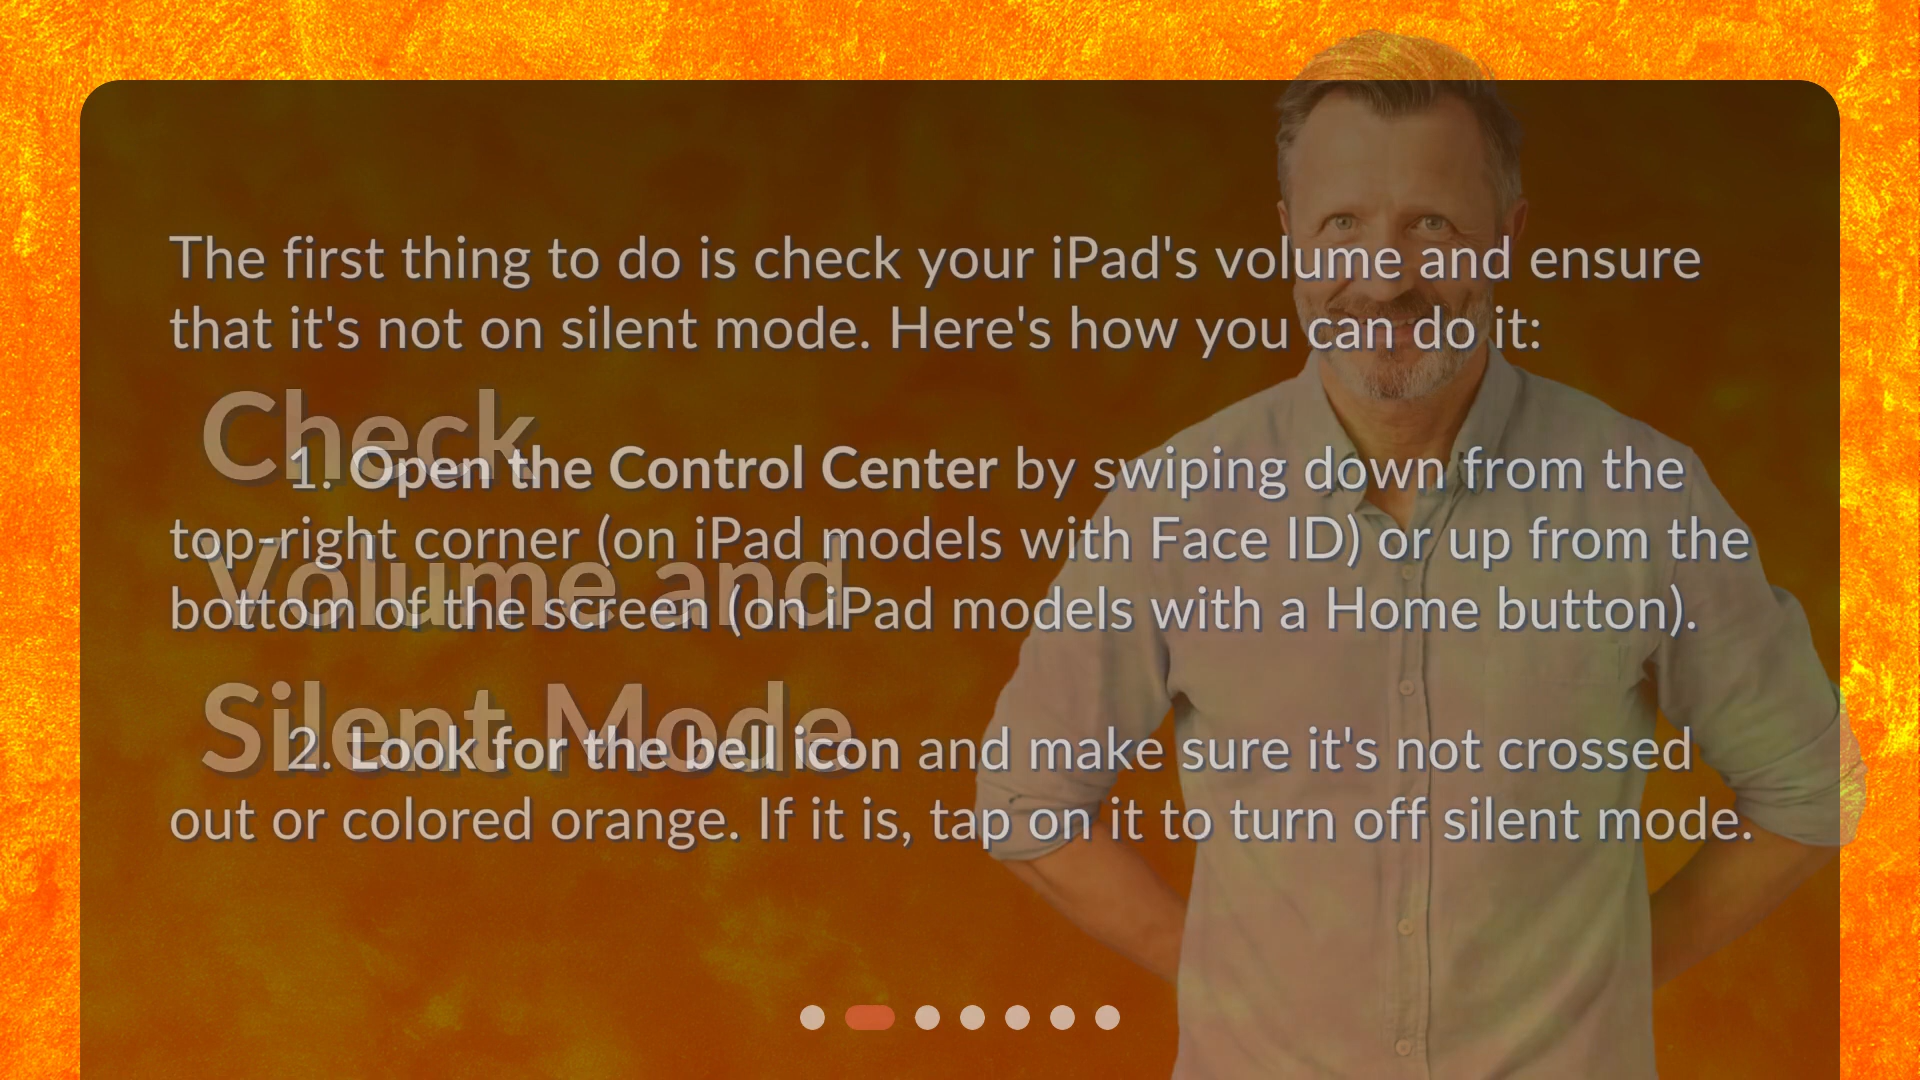 The first thing to do is check your iPad's volume and ensure
that it's not on silent mode. Here's how you can do it:
Check
1. Open the Control Center by swiping down from the
top-right corner (on iPad models with Face ID) or up from the
Volume and
bottom of the screen (on iPad models with a Home button).
Silent Mode
2. Look for the bell icon and make sure it's not crossed
out or colored orange. If it is, tap on it to turn off silent mode.